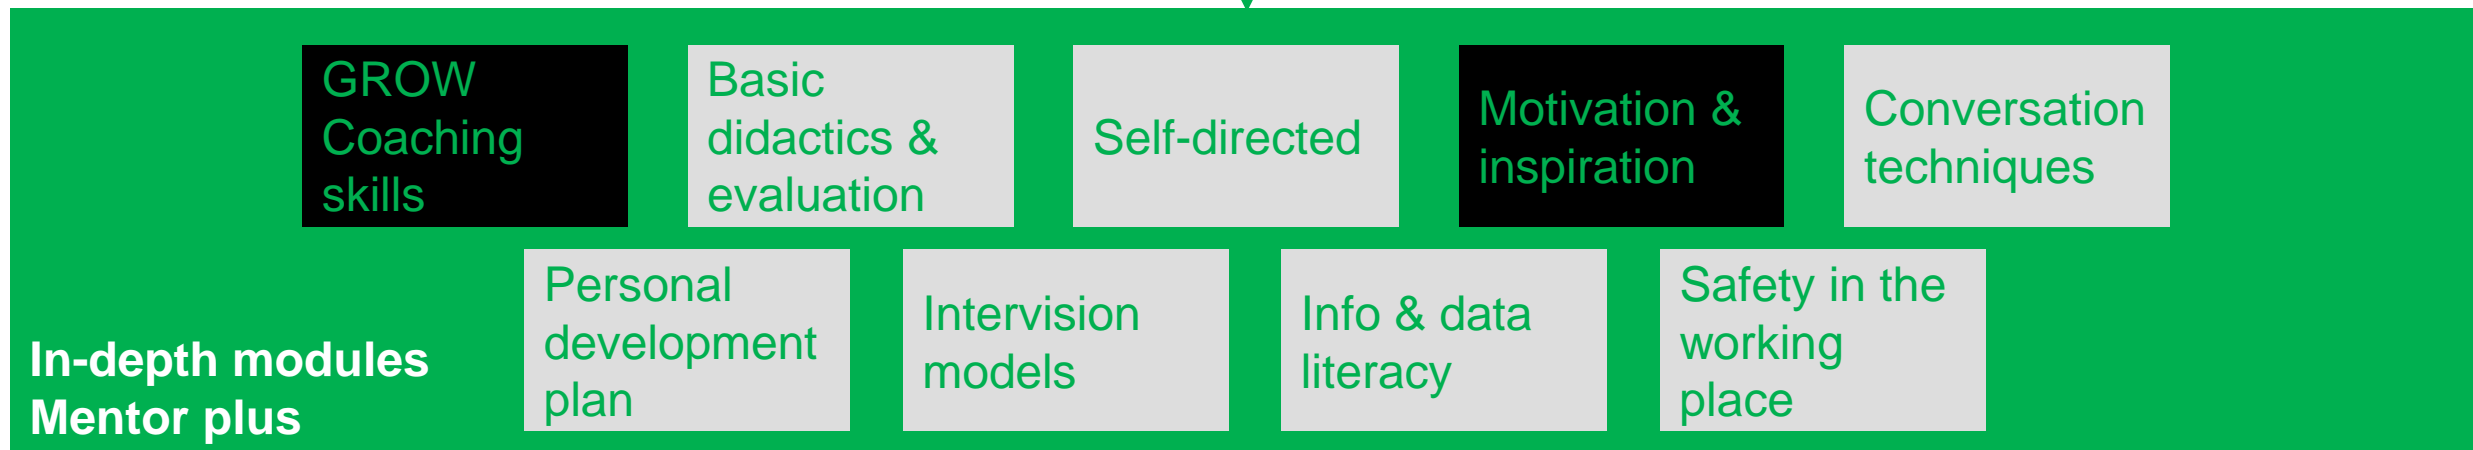 GROW
Coaching
skills
Basic
didactics &
evaluation
Self-directed
Motivation &
inspiration
Conversation
techniques
Personal
development
plan
Intervision
models
Info & data
literacy
Safety in the
working
place
In-depth modules
Mentor plus